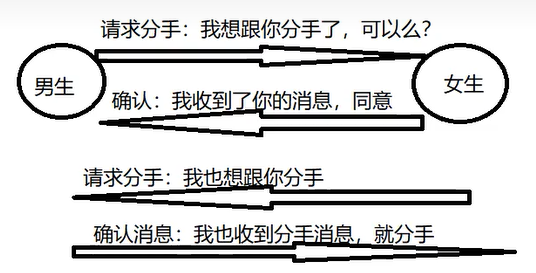 请求分手：我想跟你分手了，可以么？
男生
女生
确认：我收到了你的消息，同意
请求分手：我也想跟你分手
确认消息：我也收到分手消息，就分手